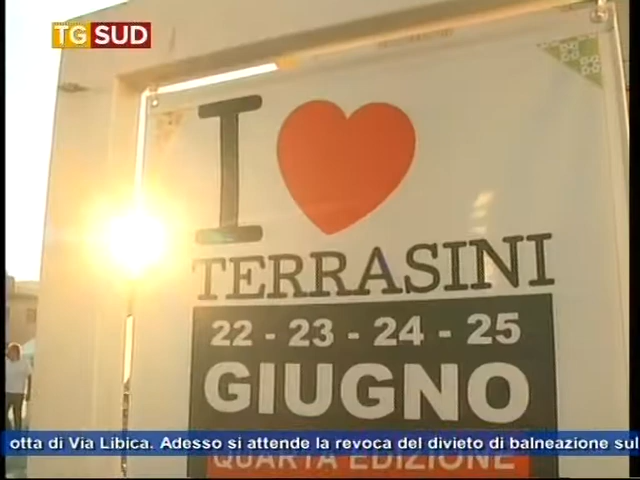 TG SUD
I
TERRASINI
22 - 23 - 24 - 25
GIUGNO
otta di Via Libica. Adesso si attende la revoca del divieto di balneazione sul
QUARTA EDIZIONE